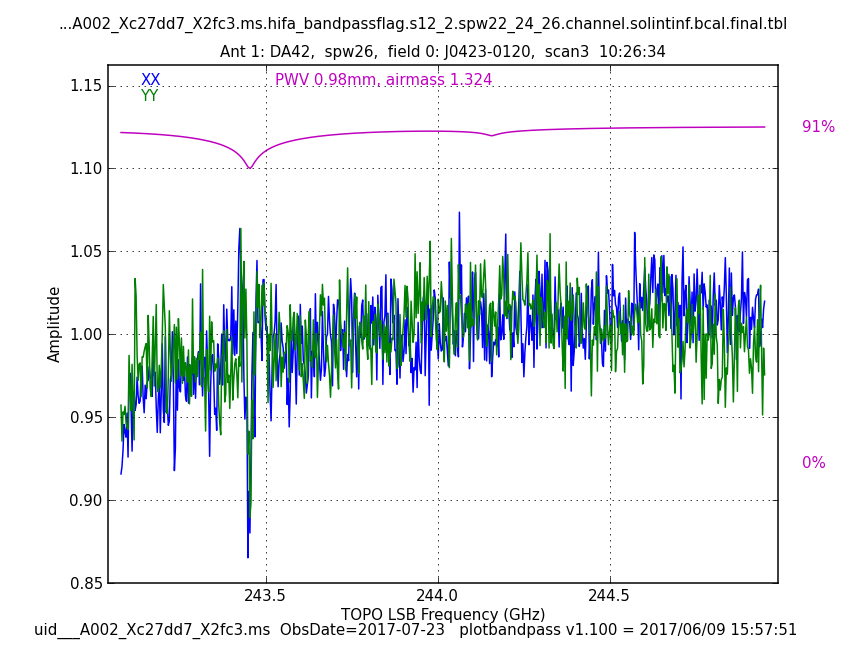 ...A002_Xc27dd7_X2fc3.ms.hifa_bandpassflag.s12_2.spw22_24_26.channel.solintinf.bcal.final.tbl
Ant 1: DA42,  spw26,  field 0: J0423-0120,  scan3  10:26:34
XX
YY
PWV 0.98mm, airmass 1.324
91%
0%
1.15
1.10
1.05
1.00
0.95
0.90
0.85
Amplitude
243.5
244.0
244.5
TOPO LSB Frequency (GHz)
uid___A002_Xc27dd7_X2fc3.ms  ObsDate=2017-07-23   plotbandpass v1.100 = 2017/06/09 15:57:51